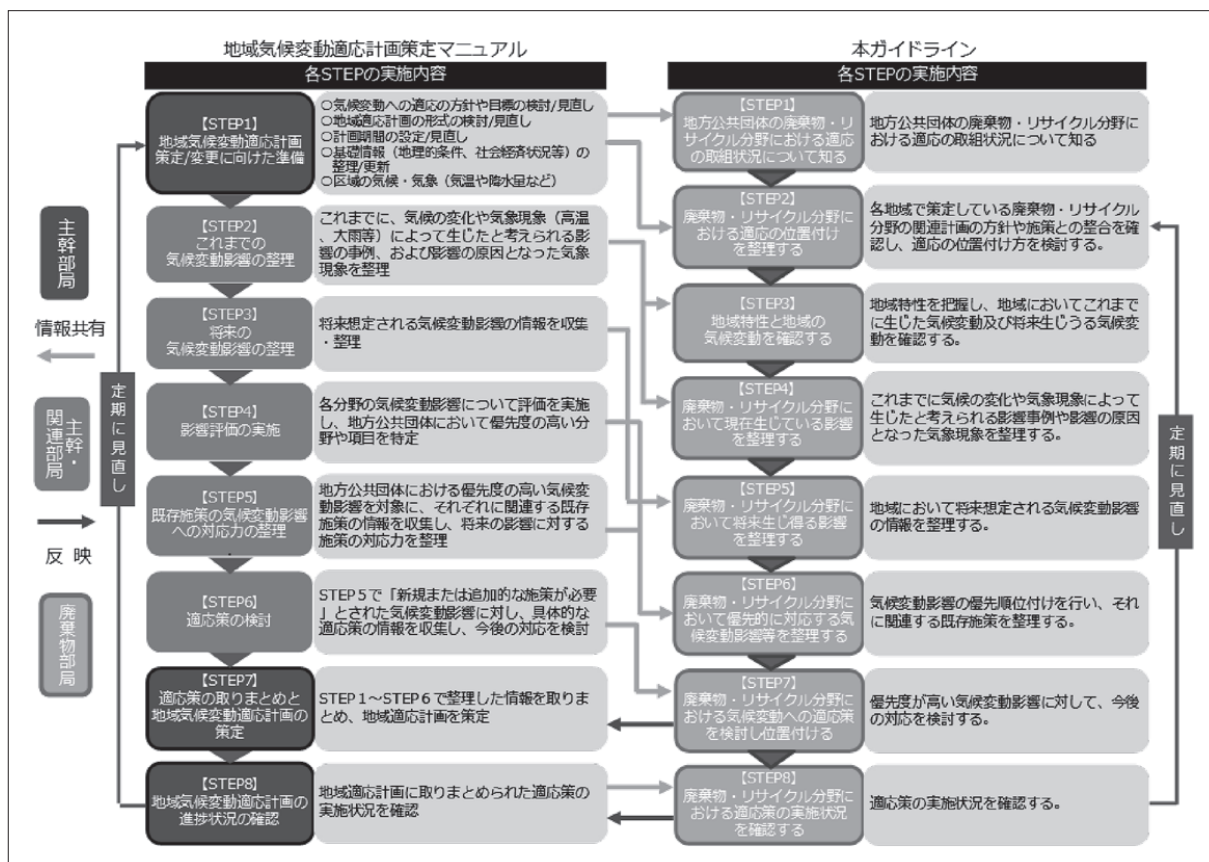 地域気候変動適応計画策定マニュアル
各STEPの実施内容
【STEP1】
地域気候変動適応計画
策定/変更に向けた準備
○気候変動への適応の方針や目標の検討/見直し
○地域適応計画の形式の検討/見直し
○計画期間の設定/見直し
○基礎情報（地理的条件、社会経済状況等）の
整理/更新
○区域の気候・気象（気温や降水量など）
【STEP2】
これまでの
気候変動影響の整理
これまでに、気候の変化や気象現象（高温
、大雨等）によって生じたと考えられる影
響の事例、および影響の原因となった気象
現象を整理
【STEP3】
将来の
気候変動影響の整理
将来想定される気候変動影響の情報を収集
・整理
【STEP4】
影響評価の実施
各分野の気候変動影響について評価を実施
し、地方公共団体において優先度の高い分
野や項目を特定
【STEP5】
既存施策の気候変動影響
への対応力の整理
地方公共団体における優先度の高い気候変
動影響を対象に、それぞれに関連する既存
施策の情報を収集し、将来の影響に対する
施策の対応力を整理
【STEP6】
適応策の検討
STEP５で「新規または追加的な施策が必要
」とされた気候変動影響に対し、具体的な
適応策の情報を収集し、今後の対応を検討
【STEP7】
適応策の取りまとめと
地域気候変動適応計画の
策定
STEP１～STEP６で整理した情報を取りま
とめ、地域適応計画を策定
【STEP8】
地域気候変動適応計画の
進捗状況の確認
地域適応計画に取りまとめられた適応策の
実施状況を確認
主幹部局
情報共有
主幹・
関連部局
反 映
廃棄物部局
定期に見直し
本ガイドライン
各STEPの実施内容
【STEP1】
地方公共団体の廃棄物・リ
サイクル分野における適応
の取組状況について知る
地方公共団体の廃棄物・リサイクル分野に
おける適応の取組状況について知る
【STEP2】
廃棄物・リサイクル分野に
おける適応の位置付け
を整理する
各地域で策定している廃棄物・リサイクル
分野の関連計画の方針や施策との整合を確
認し、適応の位置付け方を検討する。
【STEP3】
地域特性と地域の
気候変動を確認する
地域特性を把握し、地域においてこれまで
に生じた気候変動及び将来生じうる気候変
動を確認する。
【STEP4】
廃棄物・リサイクル分野に
おいて現在生じている影響
を整理する
これまでに気候の変化や気象現象によって
生じたと考えられる影響事例や影響の原因
となった気象現象を整理する。
【STEP5】
廃棄物・リサイクル分野に
おいて将来生じ得る影響
を整理する
地域において将来想定される気候変動影響
の情報を整理する。
【STEP6】
廃棄物・リサイクル分野に
おいて優先的に対応する気
候変動影響等を整理する
気候変動影響の優先順位付けを行い、それ
に関連する既存施策を整理する。
【STEP7】
廃棄物・リサイクル分野に
おける気候変動への適応策
を検討し位置付ける
優先度が高い気候変動影響に対して、今後
の対応を検討する。
【STEP8】
廃棄物・リサイクル分野に
おける適応策の実施状況
を確認する
適応策の実施状況を確認する。
定期に見直し